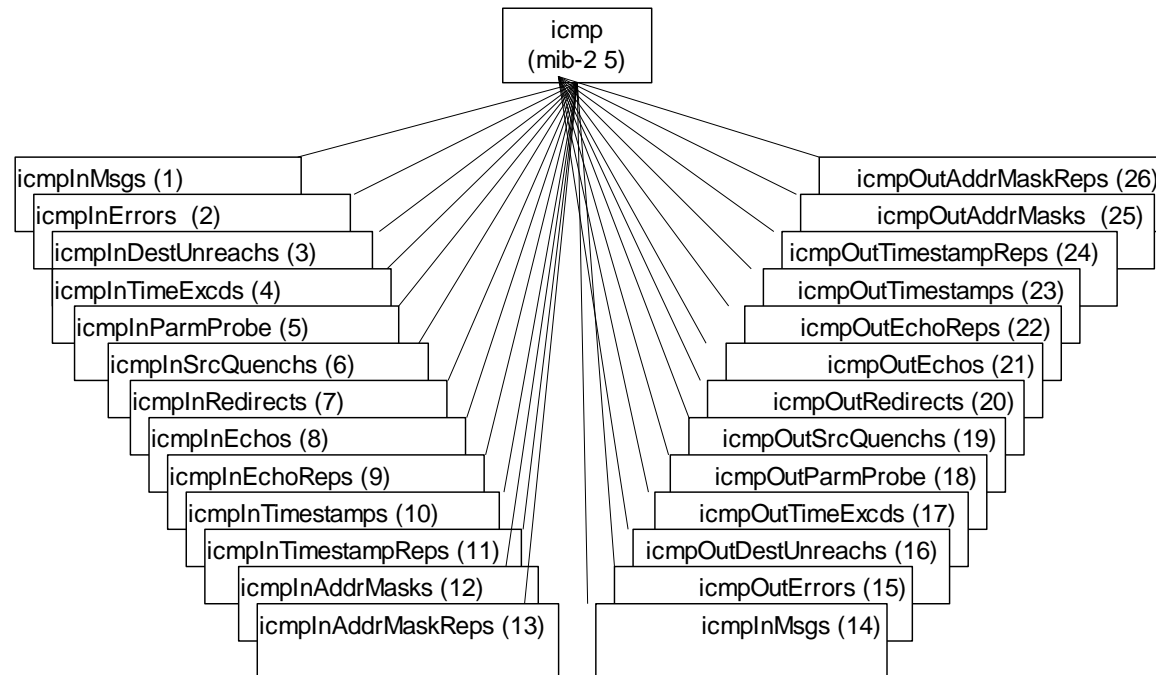 icmp
(mib-2 5)
icmpInMsgs (1)
icmpInErrors (2)
icmpInDestUnreachs (3)
icmpInTimeExcds (4)
icmpInParmProbe (5)
icmpInSrcQuenchs (6)
icmpInRedirects (7)
icmpInEchos (8)
icmpInEchoReps (9)
icmpInTimestamps (10)
icmpInTimestampReps (11)
icmpInAddrMasks (12)
icmpInAddrMaskReps (13)
icmpOutAddrMaskReps (26)
icmpOutAddrMasks (25)
icmpOutTimestampReps (24)
icmpOutTimestamps (23)
icmpOutEchoReps (22)
icmpOutEchos (21)
icmpOutRedirects (20)
icmpOutSrcQuenchs (19)
icmpOutParmProbe (18)
icmpOutTimeExcds (17)
icmpOutDestUnreachs (16)
icmpOutErrors (15)
icmpInMsgs (14)